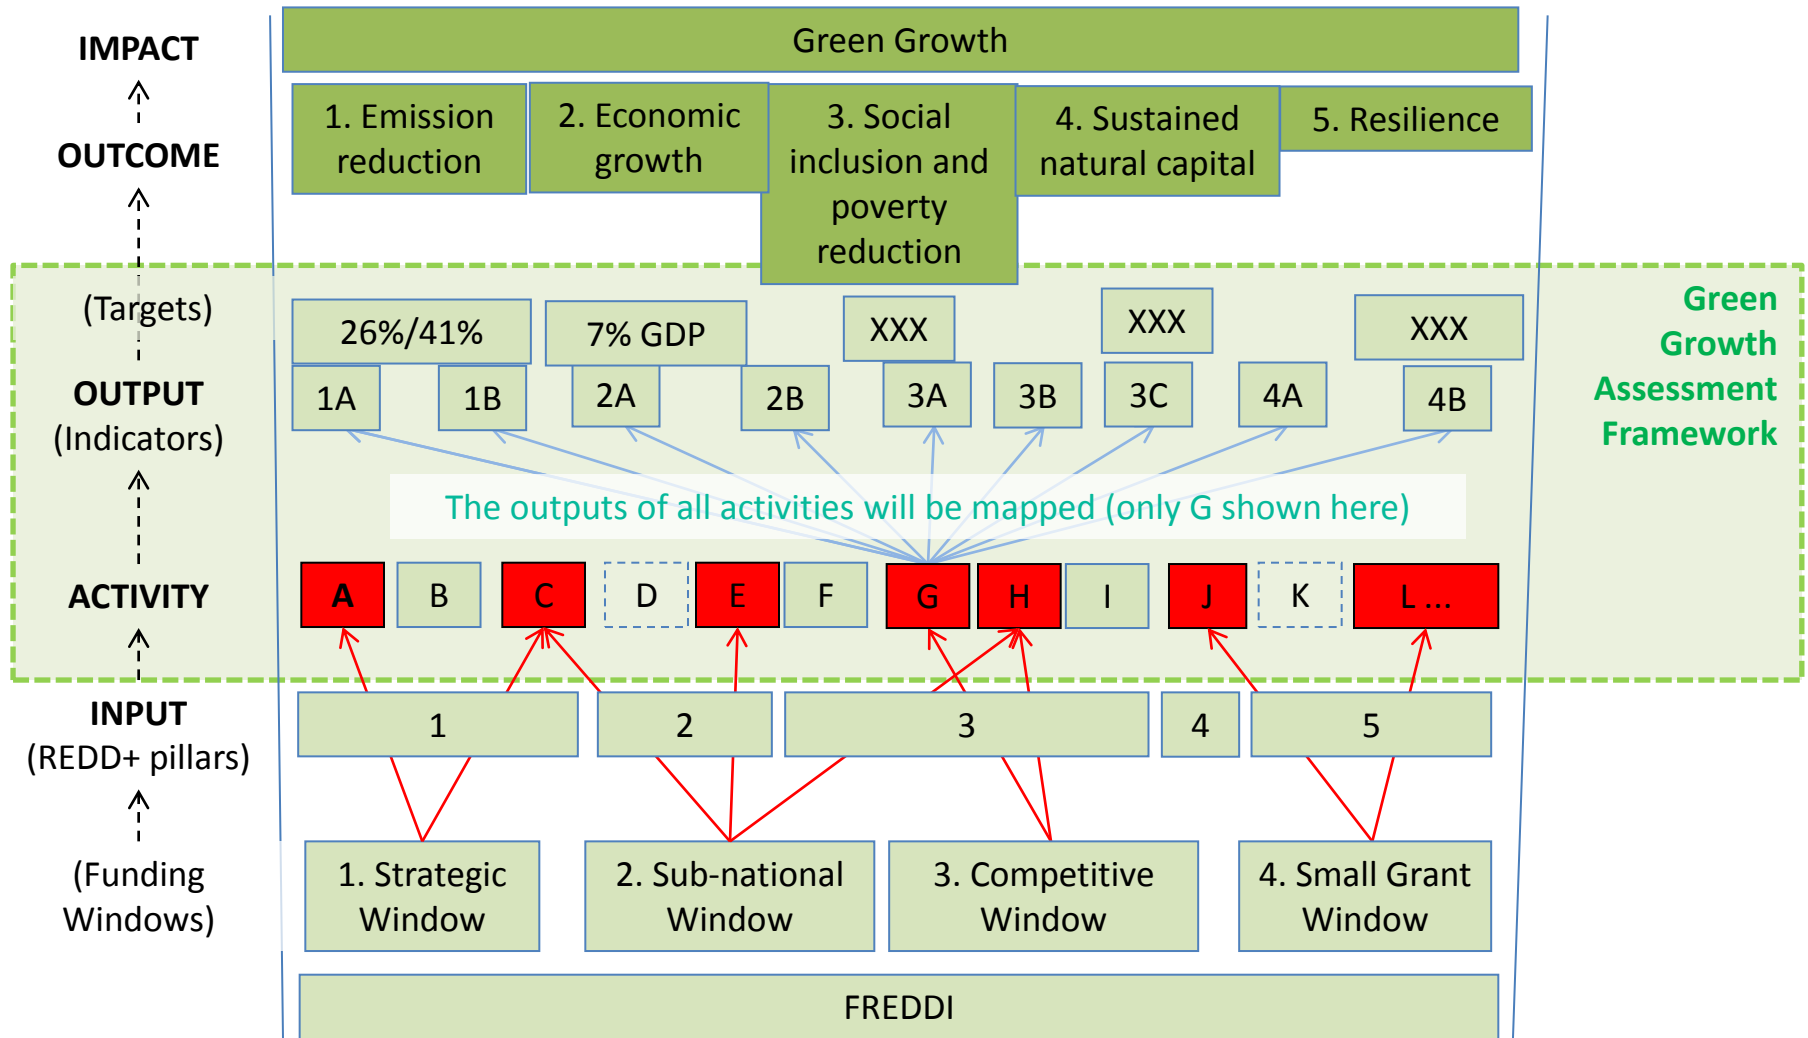 IMPACT
Green Growth
OUTCOME
1. Emission
reduction
2. Economic
growth
3. Social
inclusion and
poverty
reduction
4. Sustained
natural capital
5. Resilience
(Targets)
26%/41%
7% GDP
XXX
XXX
XXX
Green
Growth
Assessment
Framework
OUTPUT
(Indicators)
1A
1B
2A
2B
3A
3B
3C
4A
4B
The outputs of all activities will be mapped (only G shown here)
ACTIVITY
A
B
C
D
E
F
G
H
I
J
K
L ...
INPUT
(REDD+ pillars)
1
2
3
4
5
(Funding
Windows)
1. Strategic
Window
2. Sub-national
Window
3. Competitive
Window
4. Small Grant
Window
FREDDI